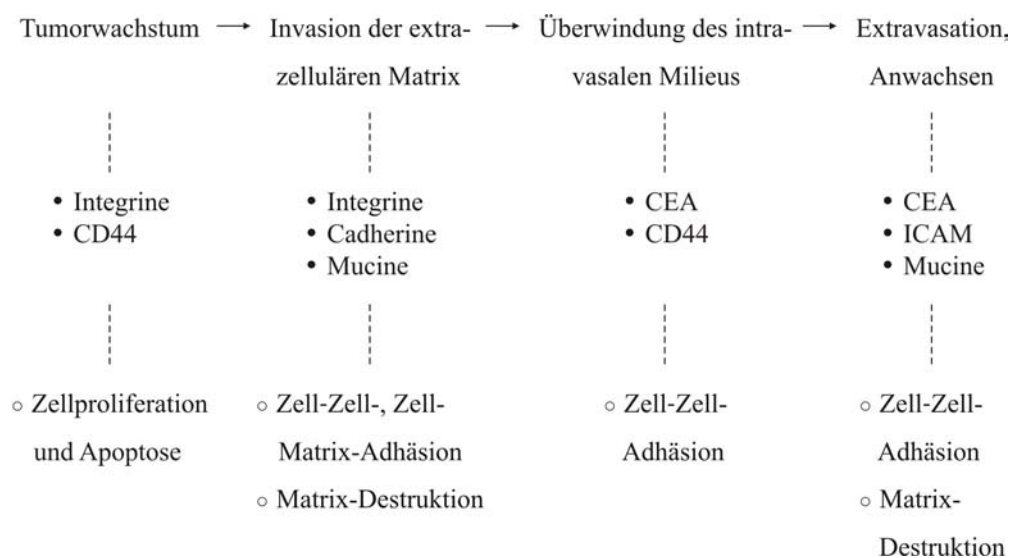 Tumorwachstum
Invasion der extra-
zellulären Matrix
Überwindung des intra-
vasalen Milieus
Extravasation,
Anwachsen
• Integrine
• CD44
• Integrine
• Cadherine
• Mucine
• CEA
• CD44
• CEA
• ICAM
• Mucine
○ Zellproliferation
und Apoptose
○ Zell-Zell-, Zell-
Matrix-Adhäsion
○ Matrix-Destruktion
○ Zell-Zell-
Adhäsion
○ Zell-Zell-
Adhäsion
○ Matrix-
Destruktion